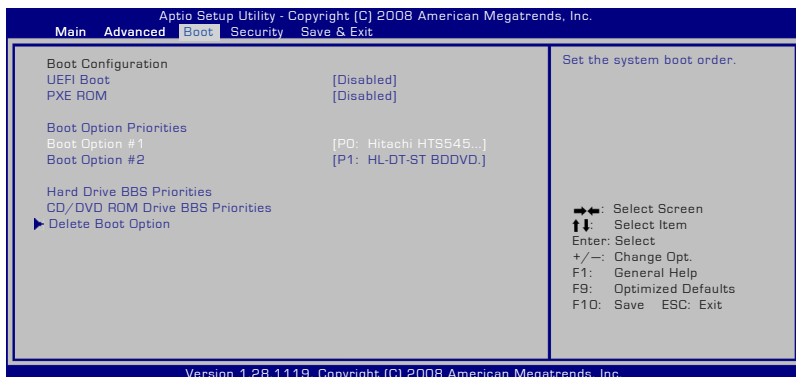 Aptio Setup Utility - Copyright (C) 2008 American Megatrends, Inc.
Main Advanced Boot Security Save & Exit
Boot Configuration
UEFI Boot [Disabled]
PXE ROM [Disabled]
Boot Option Priorities
Boot Option #1 [P0: Hitachi HTS545...]
Boot Option #2 [P1: HL-DT-ST BDDVD.]
Hard Drive BBS Priorities
CD/DVD ROM Drive BBS Priorities
Delete Boot Option
Set the system boot order.
→←: Select Screen
↑↓: Select Item
Enter: Select
+/—: Change Opt.
F1: General Help
F9: Optimized Defaults
F10: Save ESC: Exit
Version 1.28.1119. Copyright (C) 2008 American Megatrends, Inc.